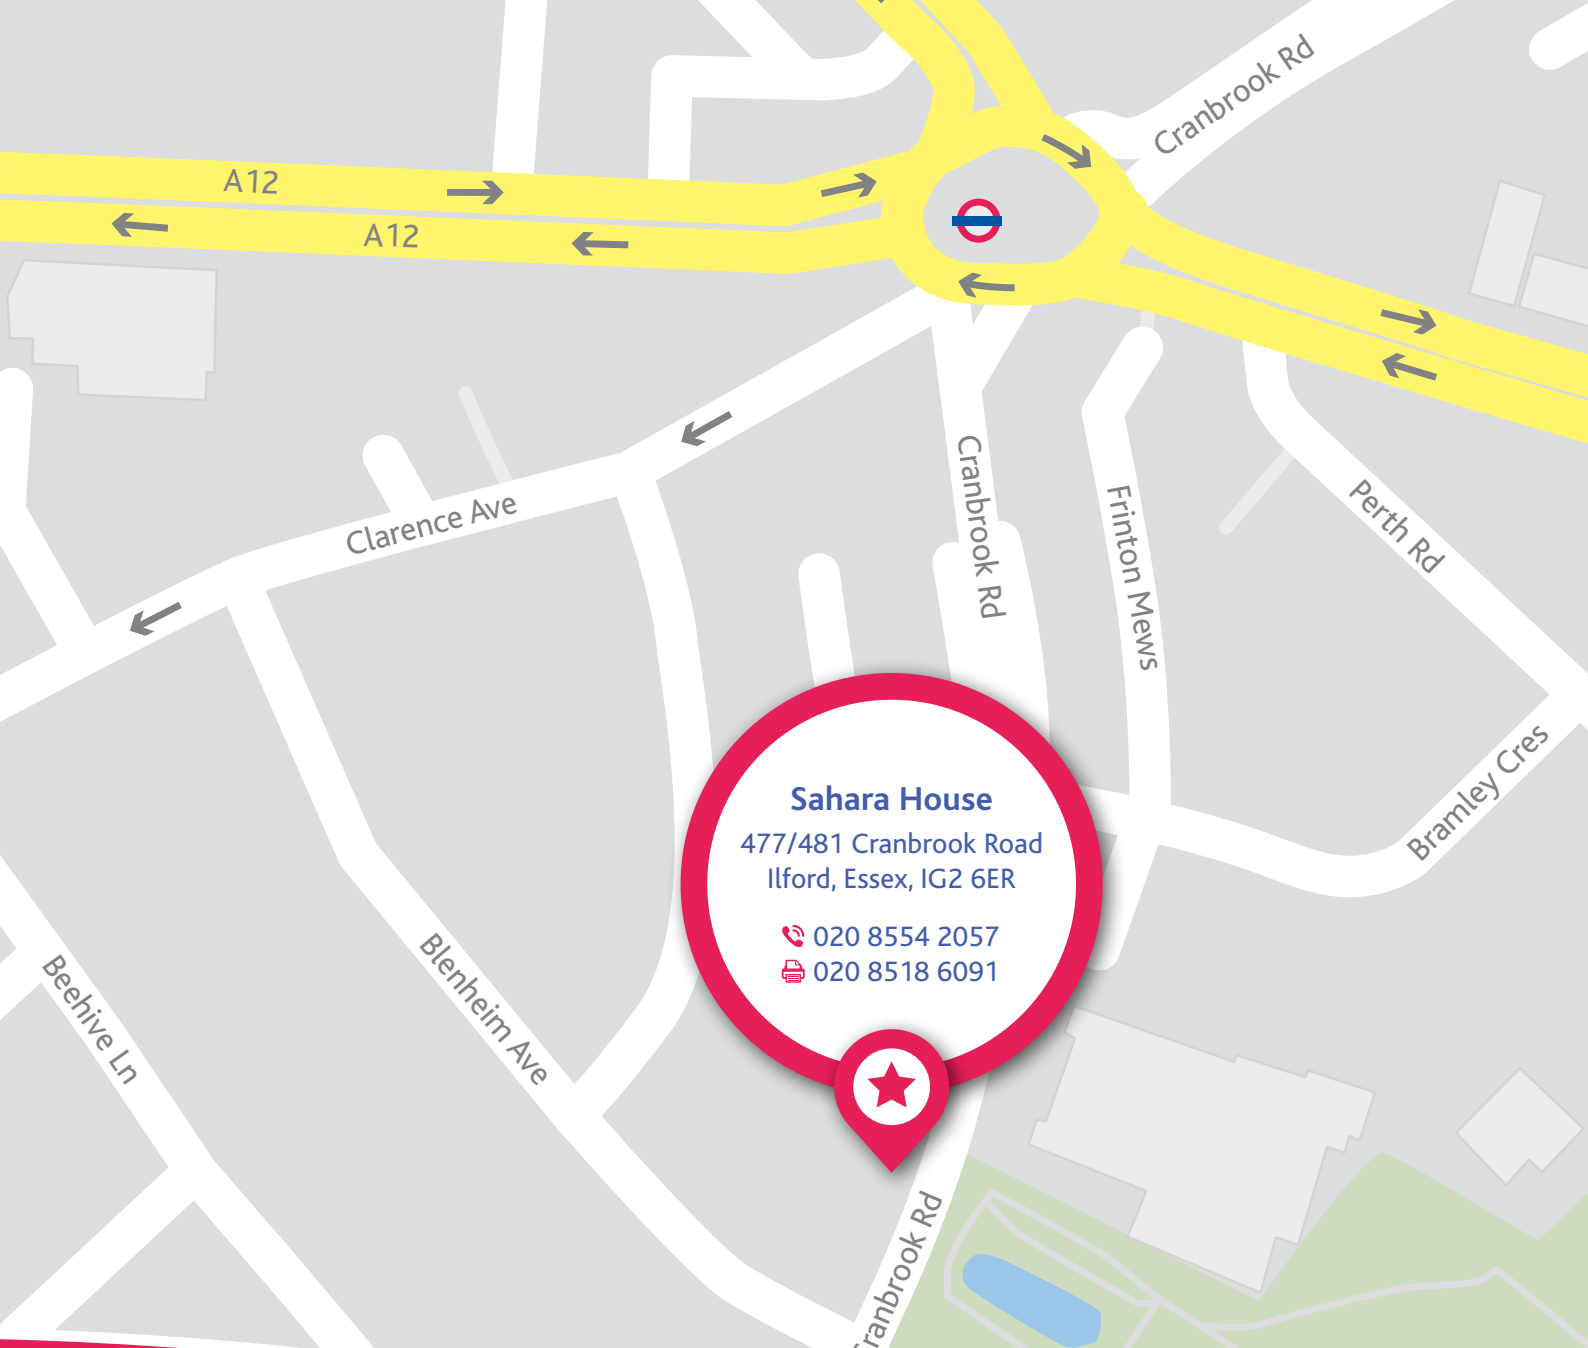 Cranbrook Rd
A12
A12
Clarence Ave
Cranbrook Rd
Frinton Mews
Perth Rd
Bramley Cres
Sahara House
477/481 Cranbrook Road
Ilford, Essex, IG2 6ER
020 8554 2057
020 8518 6091
Beehive Ln
Blenheim Ave
Cranbrook Rd